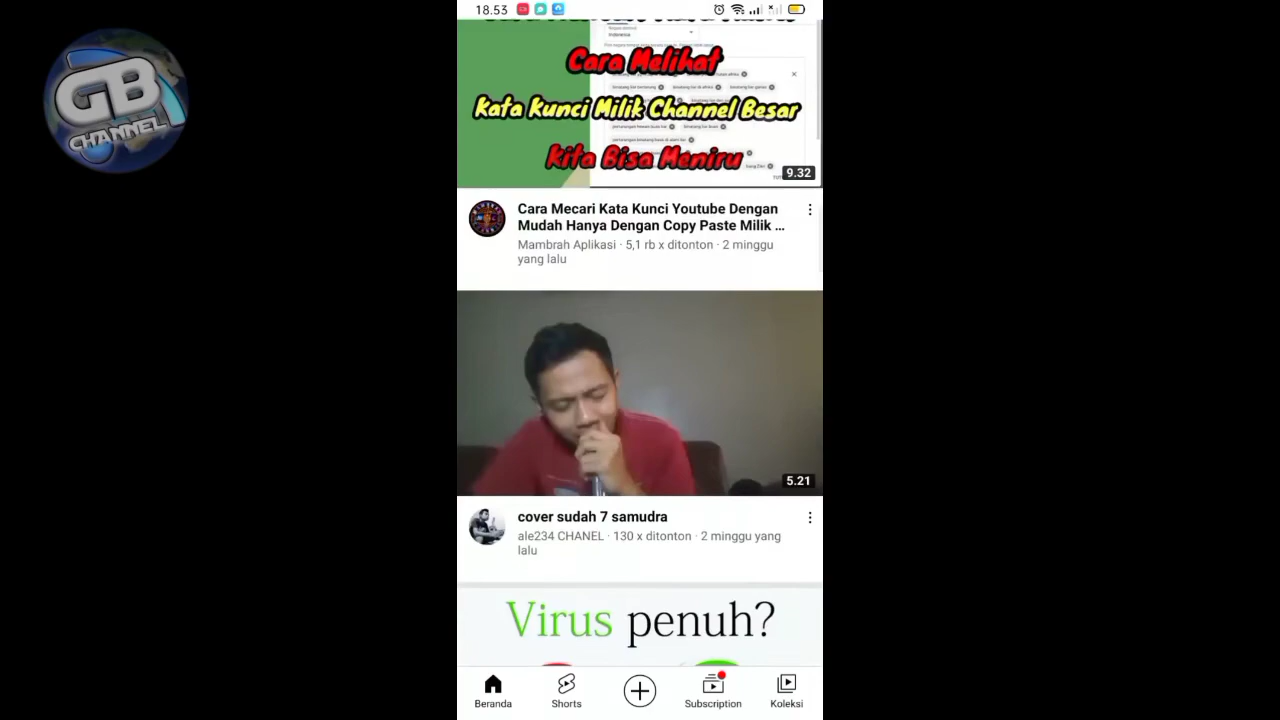 18.53
GB
CHANNEL
Indonesia
Cara Melihat
Kata Kunci Milik Channel Besar
Kita Bisa Meniru
9.32
Cara Mecari Kata Kunci Youtube Dengan
Mudah Hanya Dengan Copy Paste Milik ...
Mambrah Aplikasi · 5,1 rb x ditonton · 2 minggu
yang lalu
5.21
cover sudah 7 samudra
ale234 CHANEL · 130 x ditonton · 2 minggu yang
lalu
Virus penuh?
Beranda
Shorts
Subscription
Koleksi